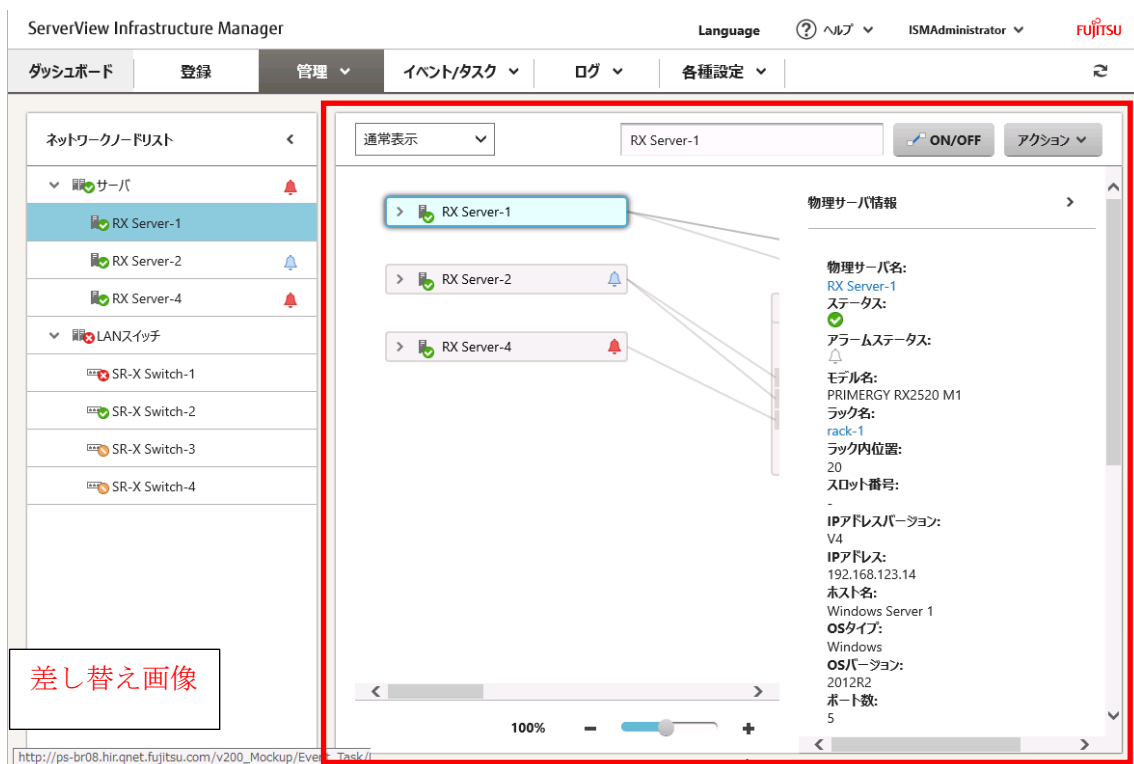 ServerView Infrastructure Manager
Language ヘルプ ISMAdministrator FUJITSU
ダッシュボード 登録 管理 イベント/タスク ログ 各種設定
ネットワークノードリスト
サーバ
RX Server-1
RX Server-2
RX Server-4
LANスイッチ
SR-X Switch-1
SR-X Switch-2
SR-X Switch-3
SR-X Switch-4
差し替え画像
通常表示 RX Server-1 ON/OFF アクション
RX Server-1
RX Server-2
RX Server-4
100%
物理サーバ情報
物理サーバ名:
RX Server-1
ステータス:
アラームステータス:
モデル名:
PRIMERGY RX2520 M1
ラック名:
rack-1
ラック内位置:
20
スロット番号:
-
IPアドレスバージョン:
V4
IPアドレス:
192.168.123.14
ホスト名:
Windows Server 1
OSタイプ:
Windows
OSバージョン:
2012R2
ポート数:
5
http://ps-br08.hir.qnet.fujitsu.com/v200_Mockup/Event_Task/